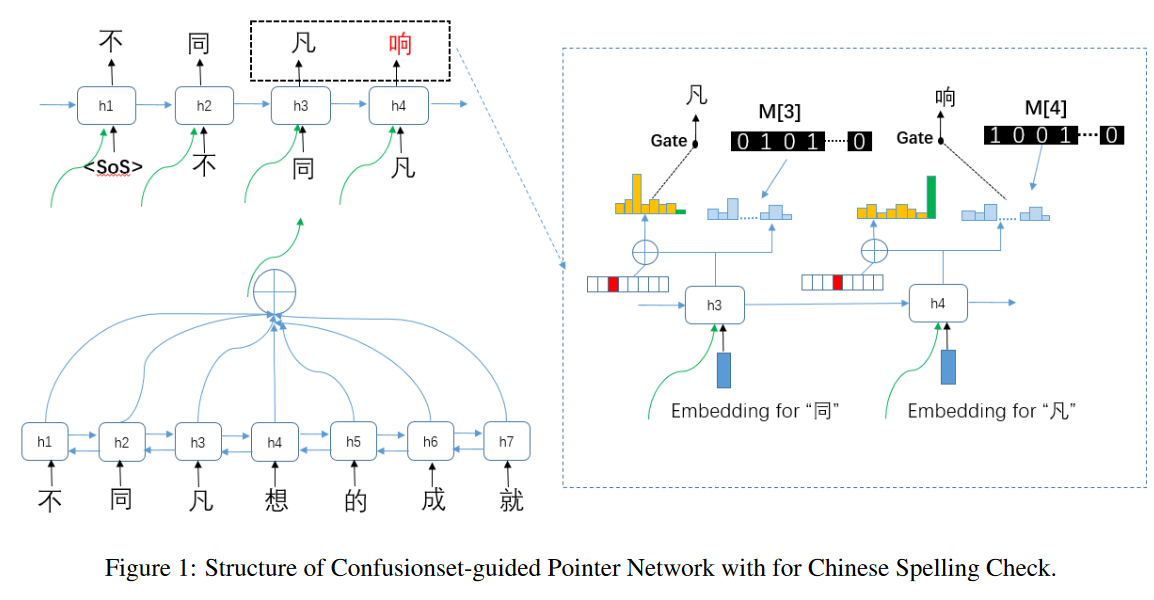 不 同 凡 响
h1 h2 h3 h4
<SoS> 不 同 凡
h1 h2 h3 h4 h5 h6 h7
不 同 凡 想 的 成 就
凡 响
M[3] M[4]
Gate Gate
0 1 0 1 0 1 0 0 1 0
h3 h4
Embedding for “同” Embedding for “凡”
Figure 1: Structure of Confusionset-guided Pointer Network with for Chinese Spelling Check.